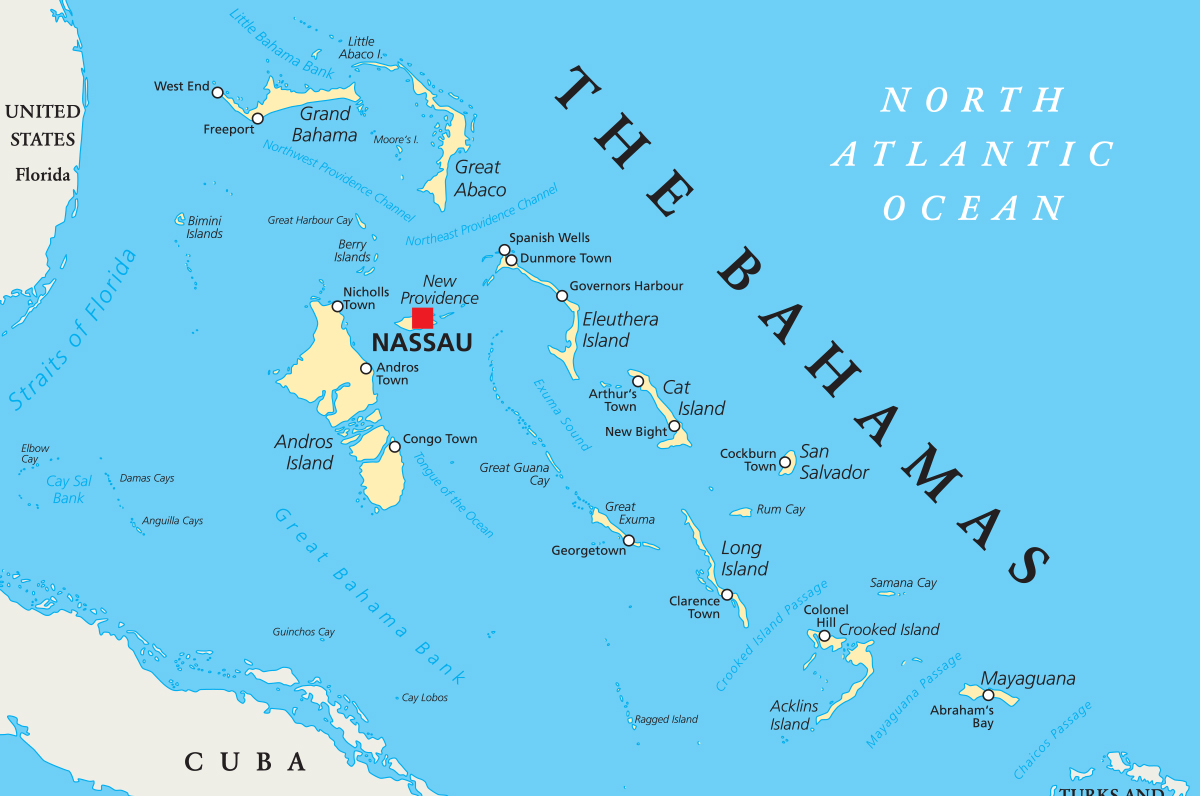 Little Bahama Bank
Little
Abaco I.
West End
Freeport
Grand
Bahama
Moore's I.
Great
Abaco
Northwest Providence Channel
Northeast Providence Channel
UNITED
STATES
Florida
Straits of Florida
Bimini
Islands
Great Harbour Cay
Berry
Islands
THE BAHAMAS
NORTH
ATLANTIC
OCEAN
Spanish Wells
Dunmore Town
Governors Harbour
Eleuthera
Island
New
Providence
NASSAU
Nicholls
Town
Andros
Town
Andros
Island
Congo Town
Tongue of the Ocean
Exuma Sound
Arthur's
Town
Cat
Island
New Bight
Cockburn
Town
San
Salvador
Rum Cay
Great Guana
Cay
Great
Exuma
Georgetown
Long
Island
Clarence
Town
Elbow
Cay
Cay Sal
Bank
Damas Cays
Anguilla Cays
Great Bahama Bank
Guinchos Cay
Cay Lobos
Ragged Island
Crooked Island Passage
Samana Cay
Colonel
Hill
Crooked Island
Acklins
Island
Mayaguana Passage
Mayaguana
Abraham's
Bay
Chaicos Passage
CUBA
TURKS AND